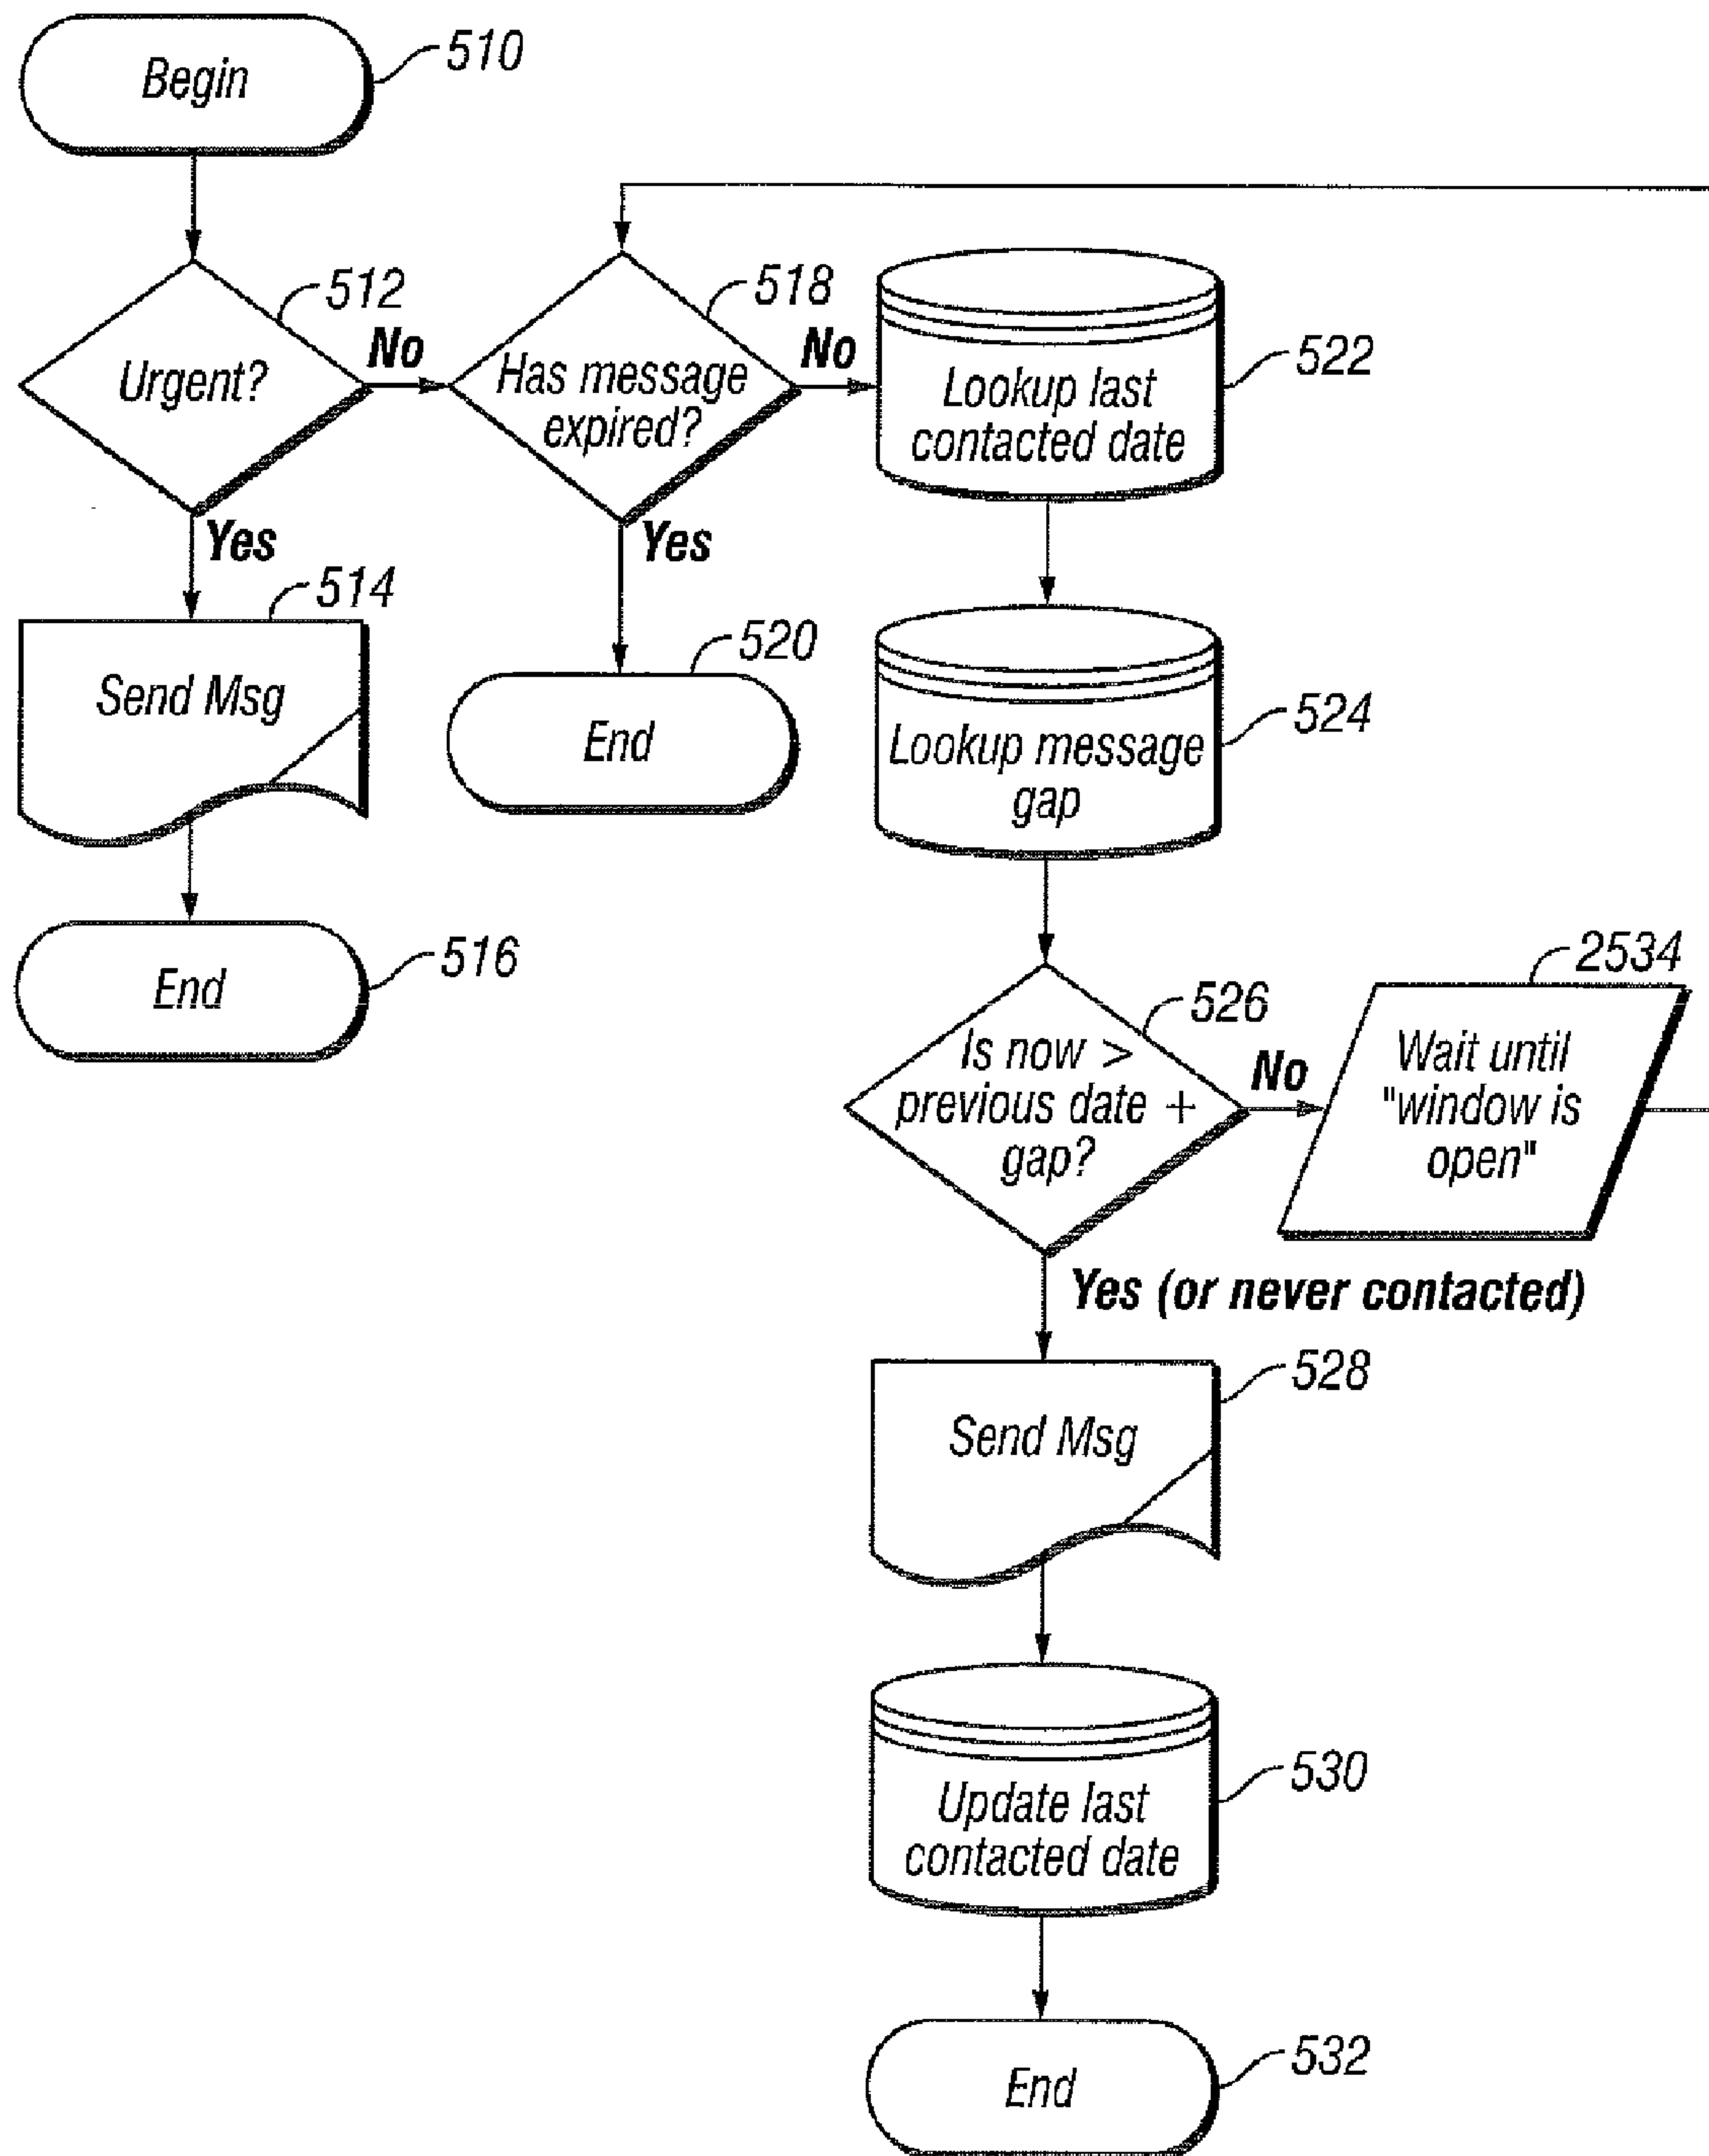 Begin
510
512
Urgent?
No
Yes
514
Send Msg
End
516
518
Has message
expired?
No
Yes
520
End
Lookup last
contacted date
522
Lookup message
gap
524
526
Is now >
previous date +
gap?
No
2534
Wait until
"window is
open"
Yes (or never contacted)
Send Msg
528
Update last
contacted date
530
End
532